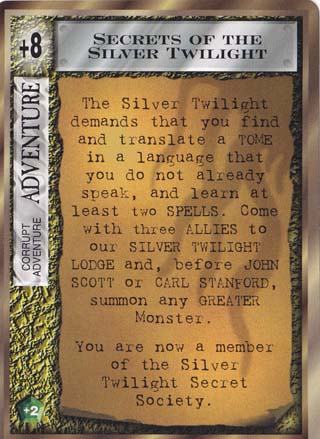 +8
SECRETS OF THE
SILVER TWILIGHT
ADVENTURE
CORRUPT
ADVENTURE
The Silver Twilight
demands that you find
and translate a TOME
in a language that
you do not already
speak, and learn at
least two SPELLS. Come
with three ALLIES to
our SILVER TWILIGHT
LODGE and, before JOHN
SCOTT or CARL STANFORD,
summon any GREATER
Monster.
You are now a member
of the Silver
Twilight Secret
Society.
+2